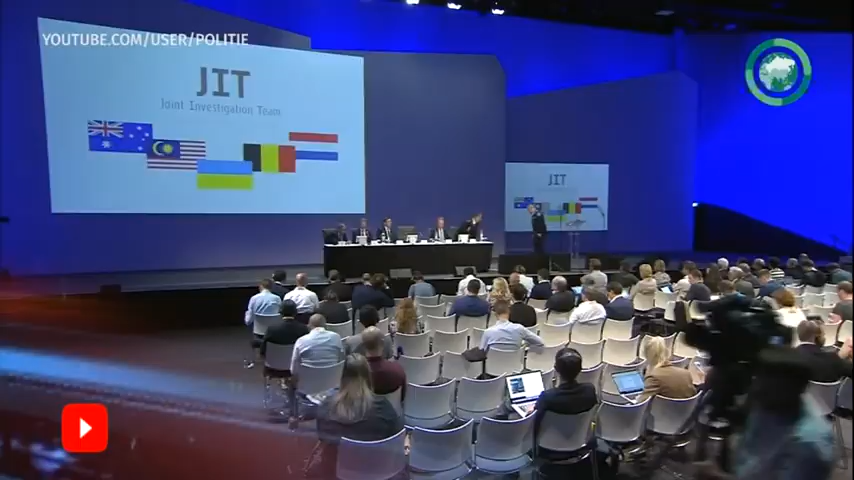 YOUTUBE.COM/USER/POLITIE
JIT
Joint Investigation Team
JIT